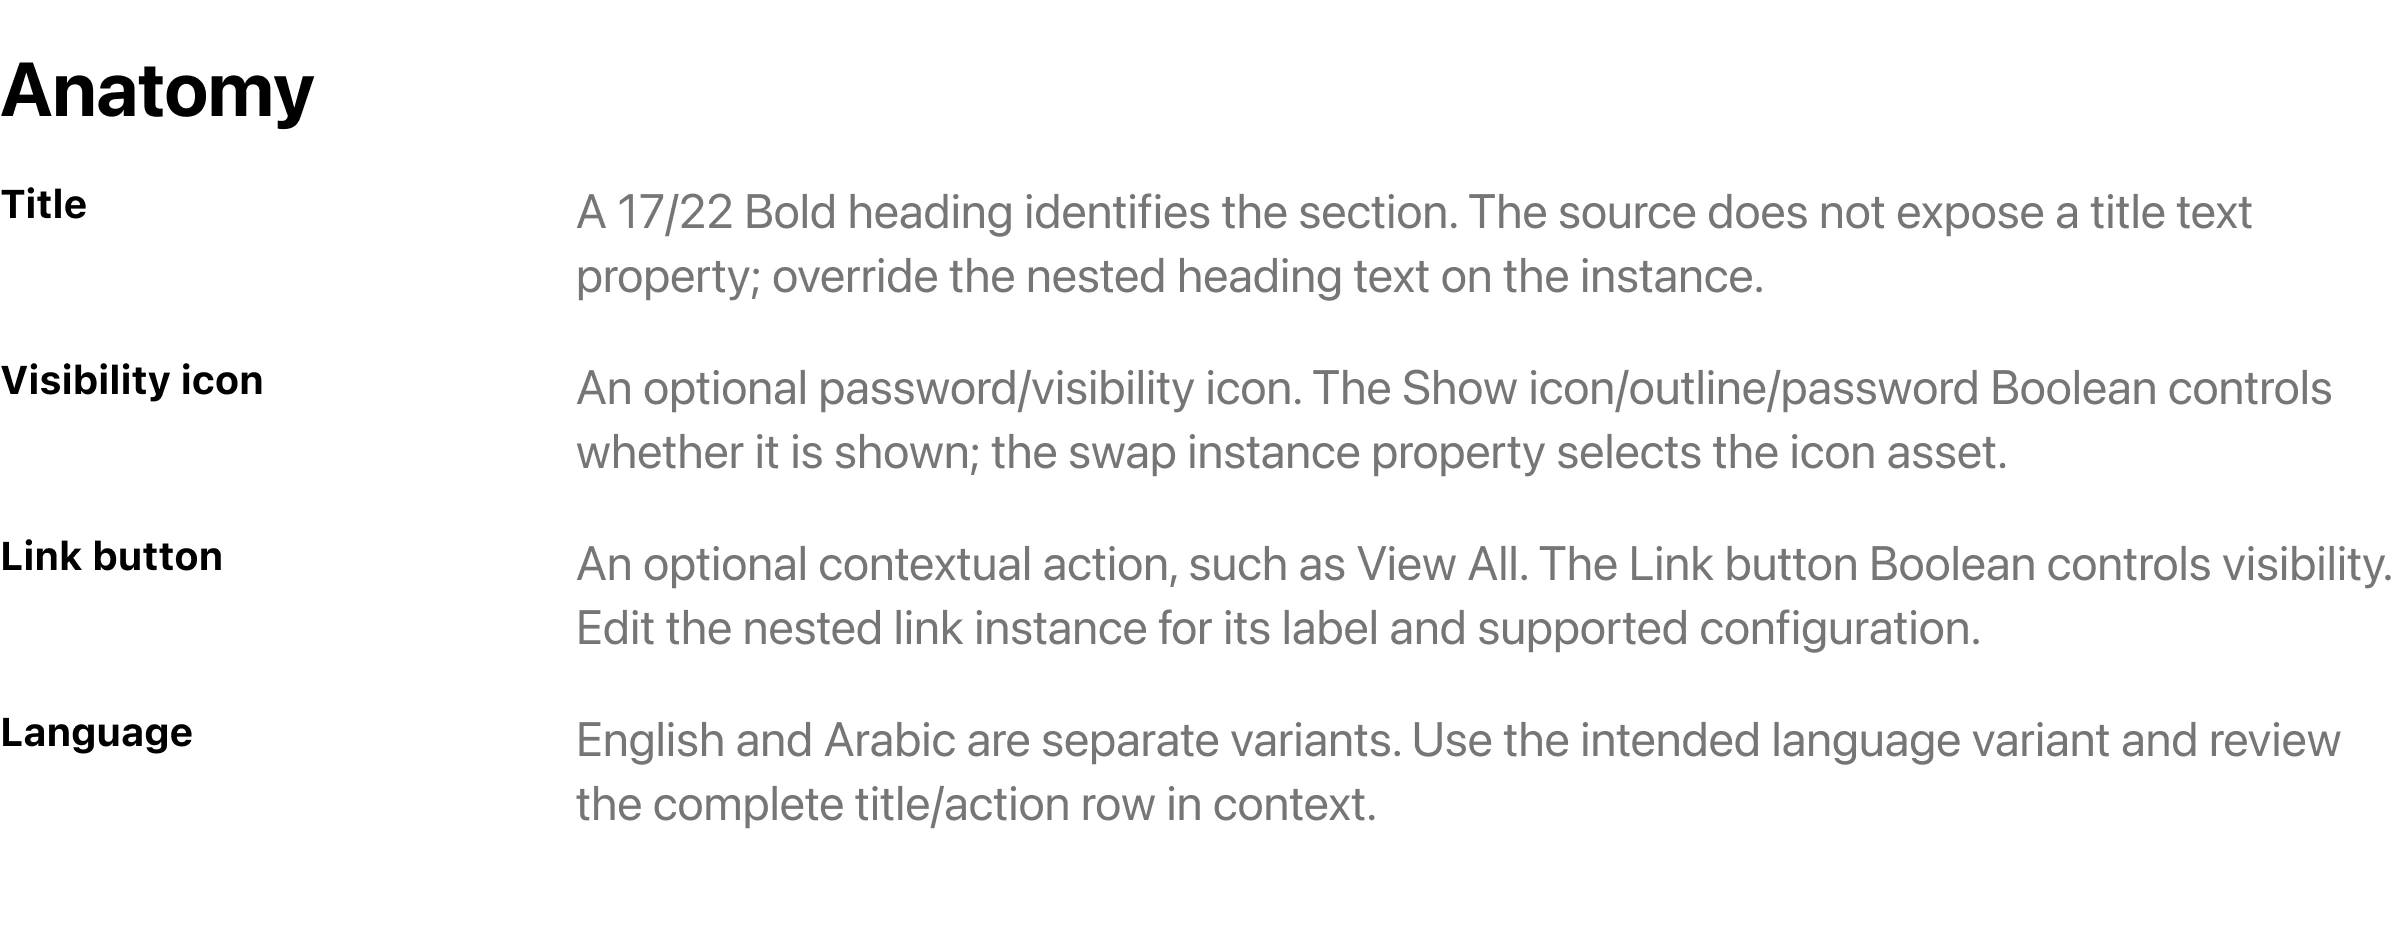 Anatomy
Title
A 17/22 Bold heading identifies the section. The source does not expose a title text
property; override the nested heading text on the instance.
Visibility icon
An optional password/visibility icon. The Show icon/outline/password Boolean controls
whether it is shown; the swap instance property selects the icon asset.
Link button
An optional contextual action, such as View All. The Link button Boolean controls visibility.
Edit the nested link instance for its label and supported configuration.
Language
English and Arabic are separate variants. Use the intended language variant and review
the complete title/action row in context.